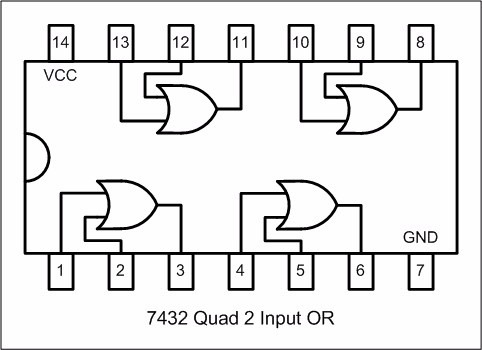 14 13 12 11 10 9 8
VCC
GND
1 2 3 4 5 6 7
7432 Quad 2 Input OR